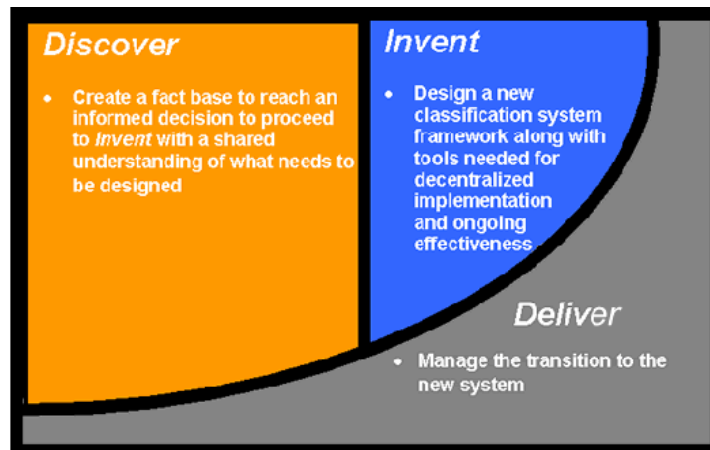 Discover
• Create a fact base to reach an
informed decision to proceed
to Invent with a shared
understanding of what needs to
be designed
Invent
• Design a new
classification system
framework along with
tools needed for
decentralized
implementation
and ongoing
effectiveness
Deliver
• Manage the transition to the
new system